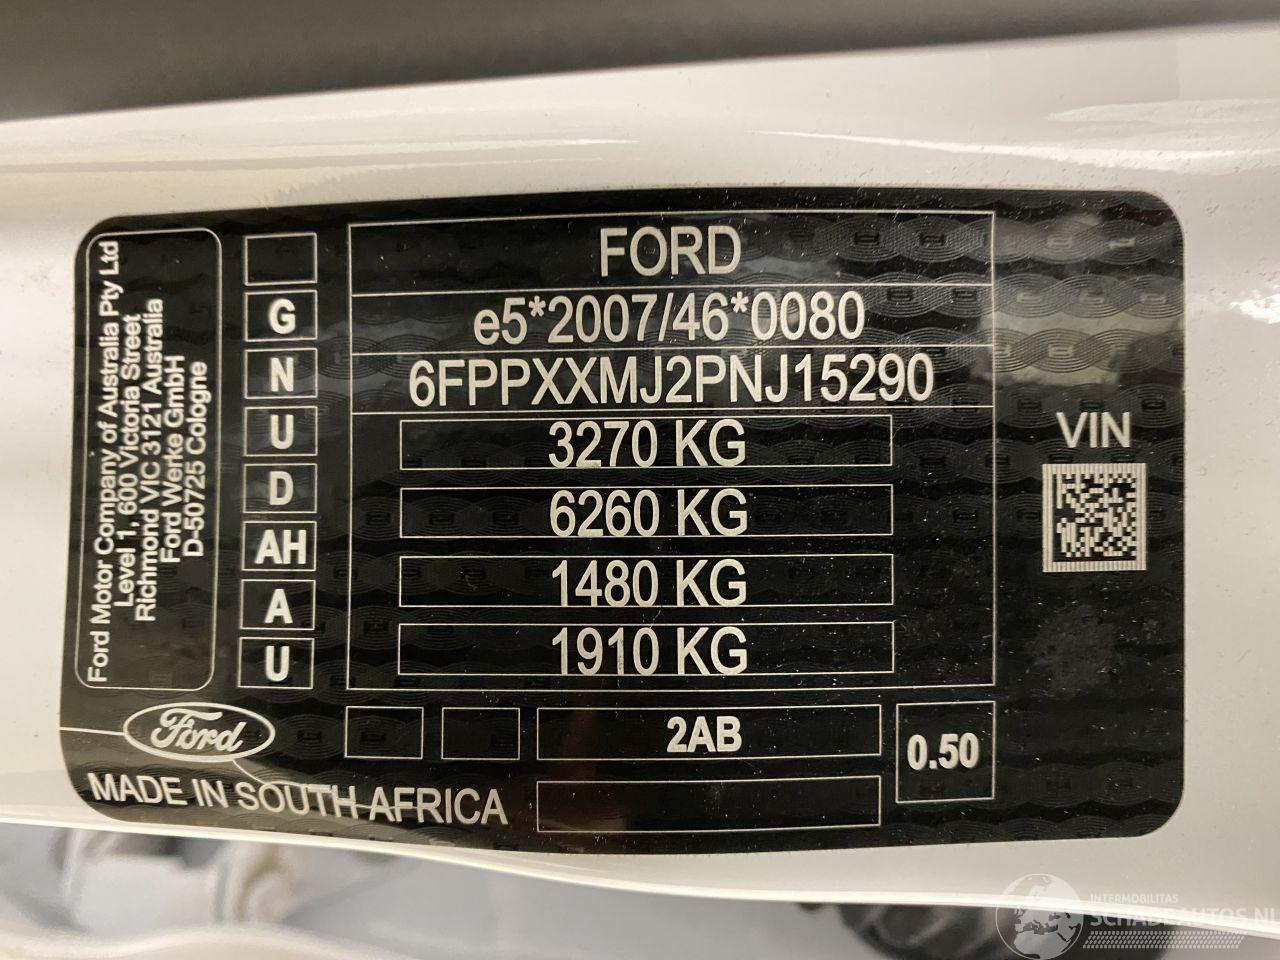 Ford Motor Company of Australia Pty Ltd
Level 1, 600 Victoria Street
Richmond VIC 3121 Australia
Ford Werke GmbH
D-50725 Cologne
G
N
U
D
AH
A
U
FORD
e5*2007/46*0080
6FPPXXMJ2PNJ15290
3270 KG
6260 KG
1480 KG
1910 KG
VIN
Ford
2AB
0.50
MADE IN SOUTH AFRICA
INTERMOBILITAS
SCHADEAUTOS.NL